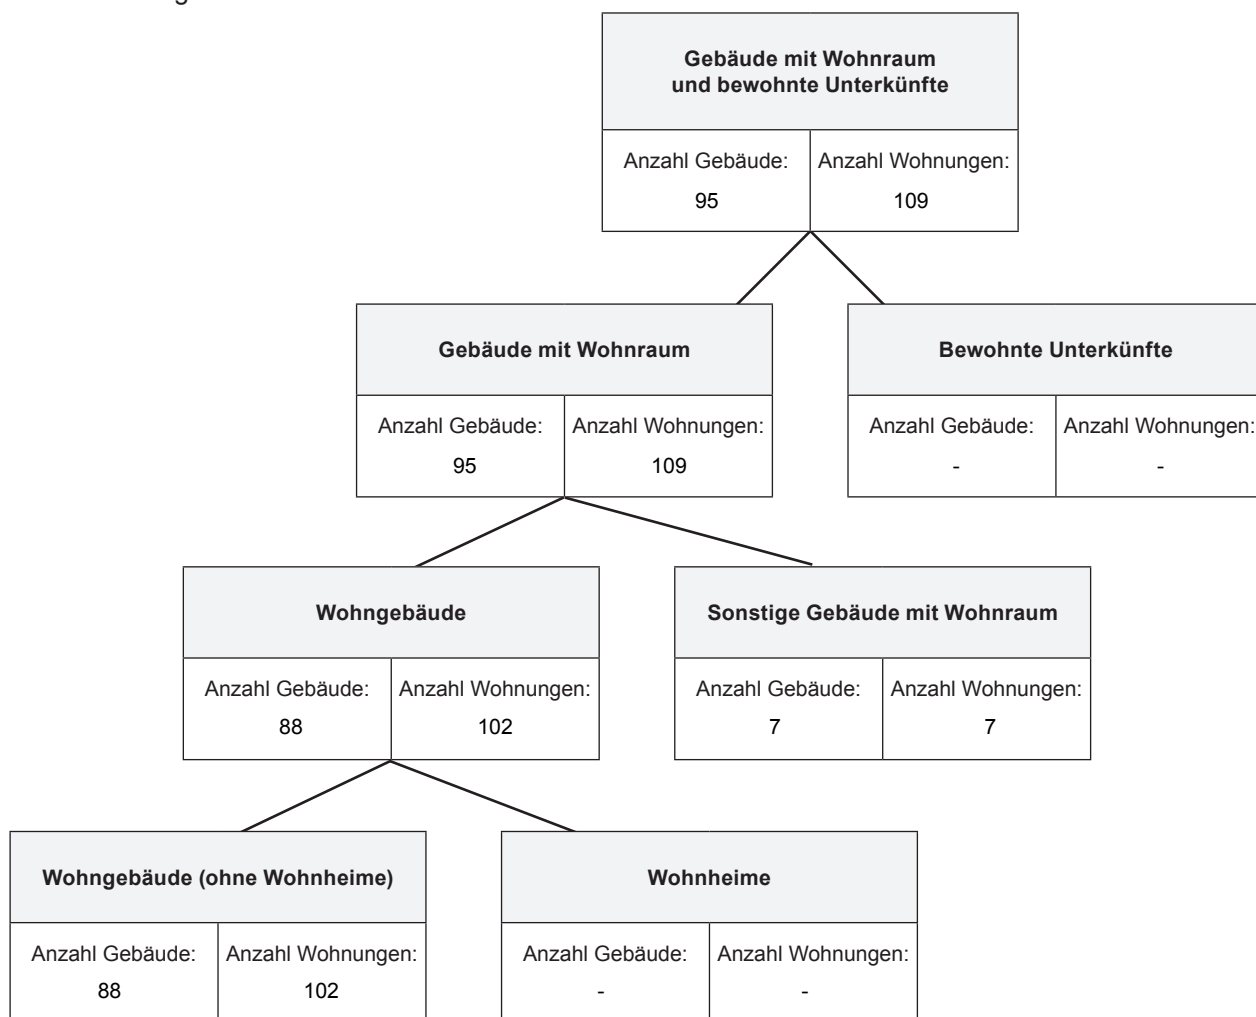 Gebäude mit Wohnraum
und bewohnte Unterkünfte
Anzahl Gebäude: Anzahl Wohnungen:
95 109
Gebäude mit Wohnraum
Bewohnte Unterkünfte
Anzahl Gebäude: Anzahl Wohnungen:
95 109
Anzahl Gebäude: Anzahl Wohnungen:
- -
Wohngebäude
Sonstige Gebäude mit Wohnraum
Anzahl Gebäude: Anzahl Wohnungen:
88 102
Anzahl Gebäude: Anzahl Wohnungen:
7 7
Wohngebäude (ohne Wohnheime)
Wohnheime
Anzahl Gebäude: Anzahl Wohnungen:
88 102
Anzahl Gebäude: Anzahl Wohnungen:
- -